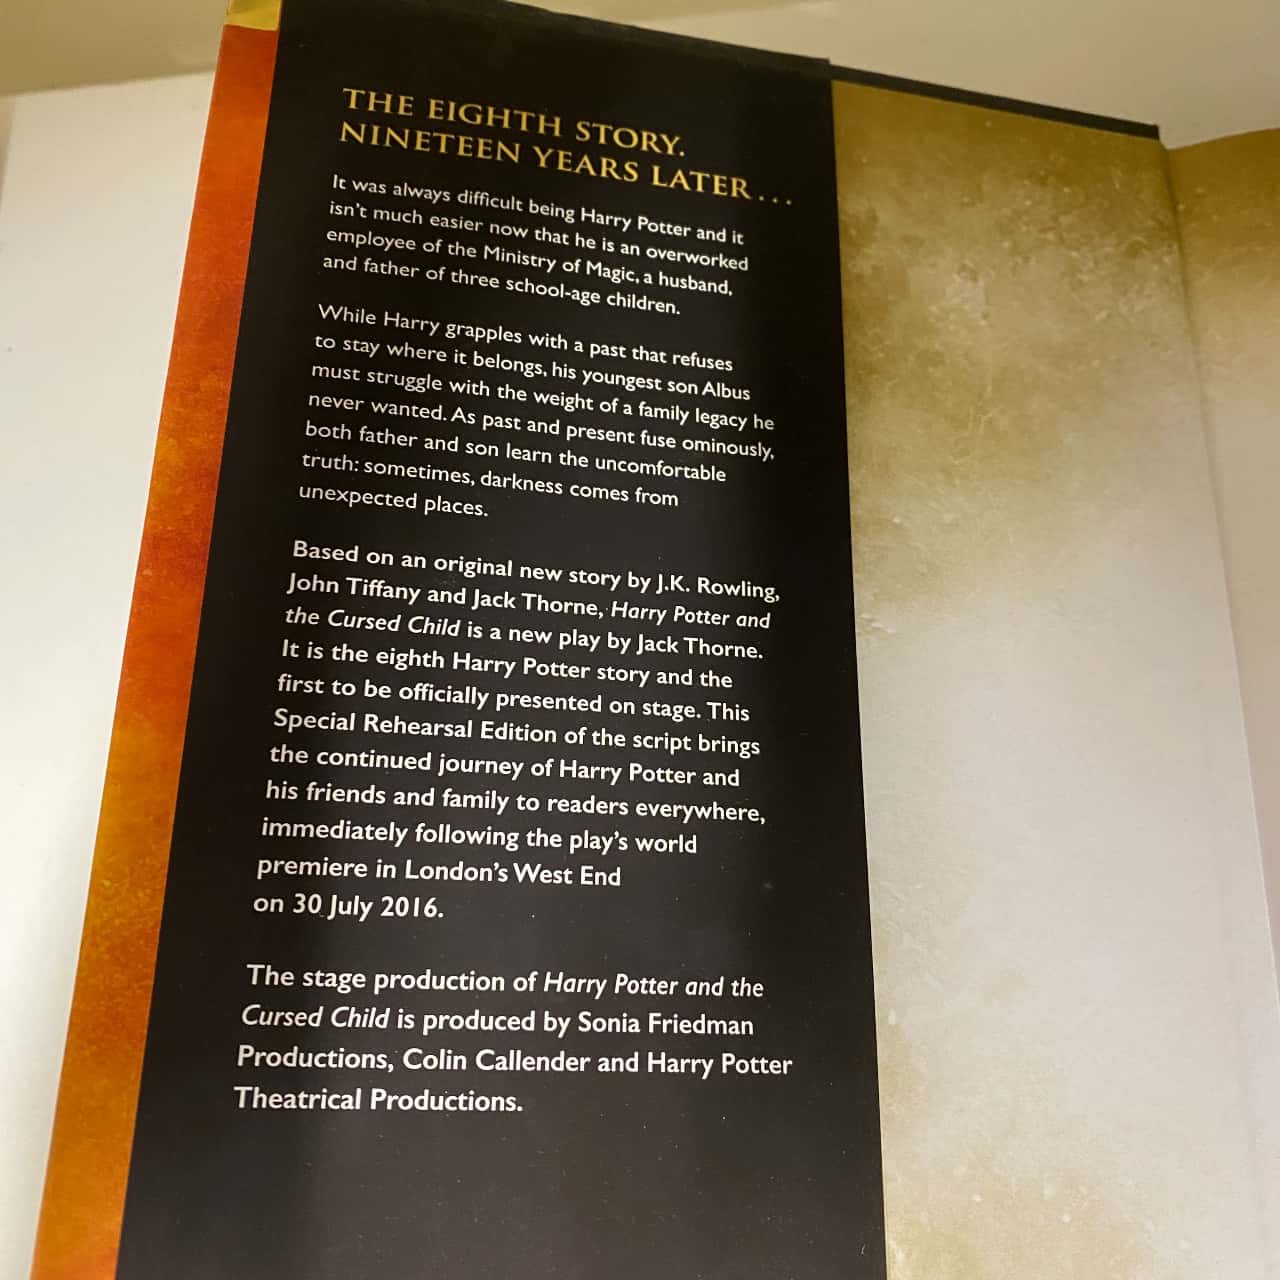 THE EIGHTH STORY.
NINETEEN YEARS LATER . . .
It was always difficult being Harry Potter and it
isn't much easier now that he is an overworked
employee of the Ministry of Magic, a husband,
and father of three school-age children.
While Harry grapples with a past that refuses
to stay where it belongs, his youngest son Albus
must struggle with the weight of a family legacy he
never wanted. As past and present fuse ominously,
both father and son learn the uncomfortable
truth: sometimes, darkness comes from
unexpected places.
Based on an original new story by J.K. Rowling,
John Tiffany and Jack Thorne, Harry Potter and
the Cursed Child is a new play by Jack Thorne.
It is the eighth Harry Potter story and the
first to be officially presented on stage. This
Special Rehearsal Edition of the script brings
the continued journey of Harry Potter and
his friends and family to readers everywhere,
immediately following the play's world
premiere in London's West End
on 30 July 2016.
The stage production of Harry Potter and the
Cursed Child is produced by Sonia Friedman
Productions, Colin Callender and Harry Potter
Theatrical Productions.